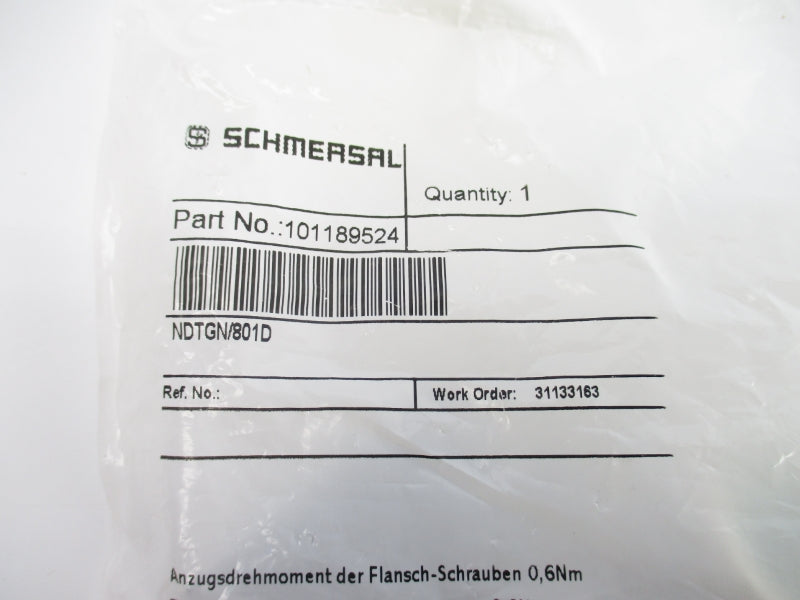 SCHMERSAL
Quantity: 1
Part No.:101189524
NDTGN/801D
Ref. No.:
Work Order: 31133163
Anzugsdrehmoment der Flansch-Schrauben 0,6Nm